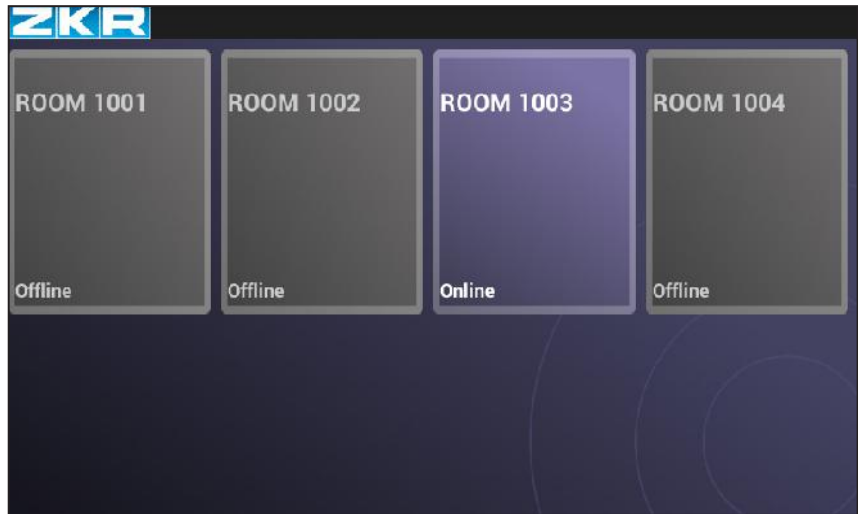 ZKR
ROOM 1001
ROOM 1002
ROOM 1003
ROOM 1004
Offline
Offline
Online
Offline